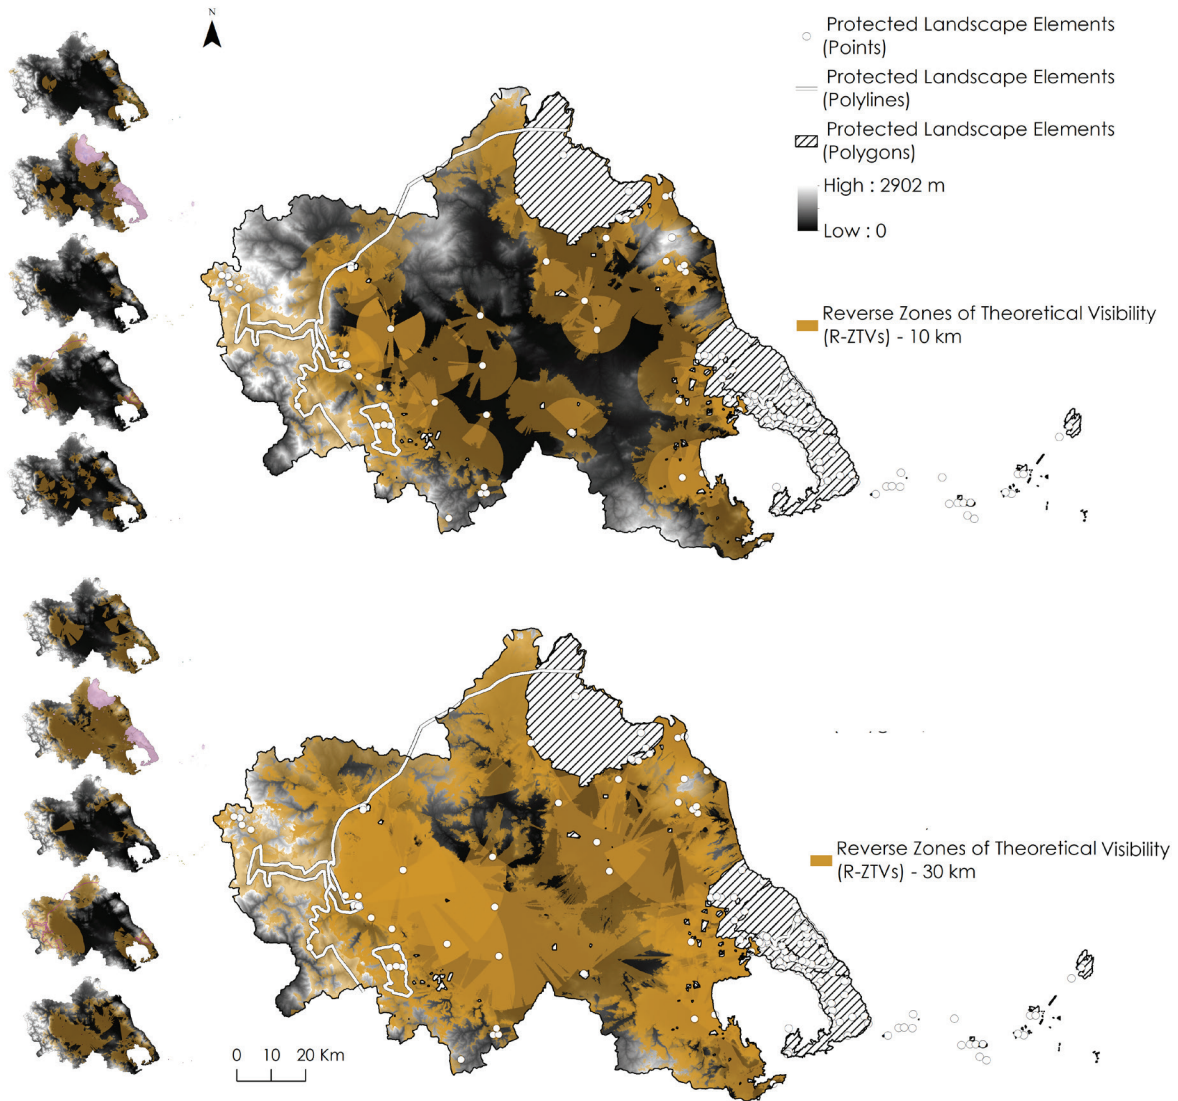 N
Protected Landscape Elements
(Points)
Protected Landscape Elements
(Polylines)
Protected Landscape Elements
(Polygons)
High : 2902 m
Low : 0
Reverse Zones of Theoretical Visibility
(R-ZTVs) - 10 km
Reverse Zones of Theoretical Visibility
(R-ZTVs) - 30 km
0 10 20 Km